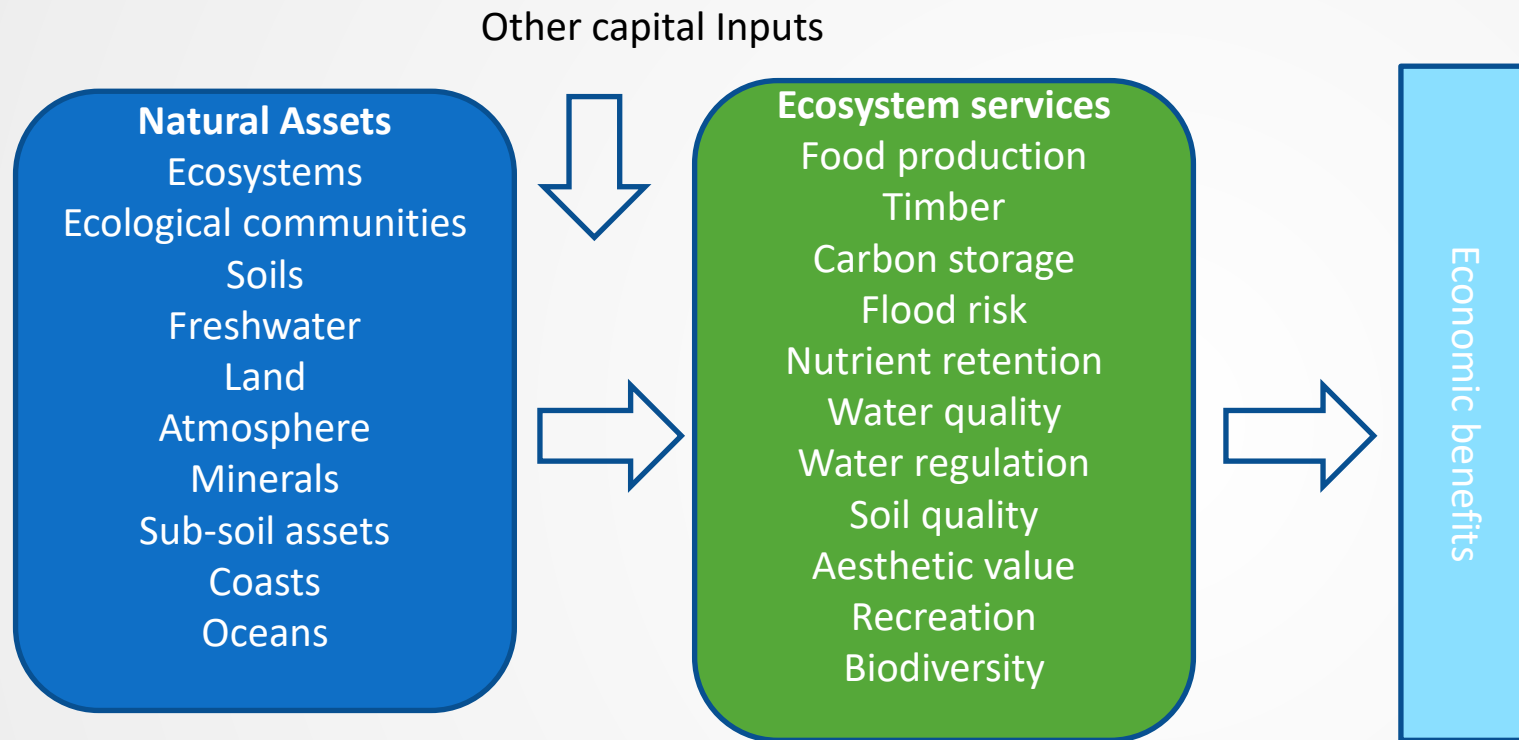 Other capital Inputs
Natural Assets
Ecosystems
Ecological communities
Soils
Freshwater
Land
Atmosphere
Minerals
Sub-soil assets
Coasts
Oceans
Ecosystem services
Food production
Timber
Carbon storage
Flood risk
Nutrient retention
Water quality
Water regulation
Soil quality
Aesthetic value
Recreation
Biodiversity
Economic benefits